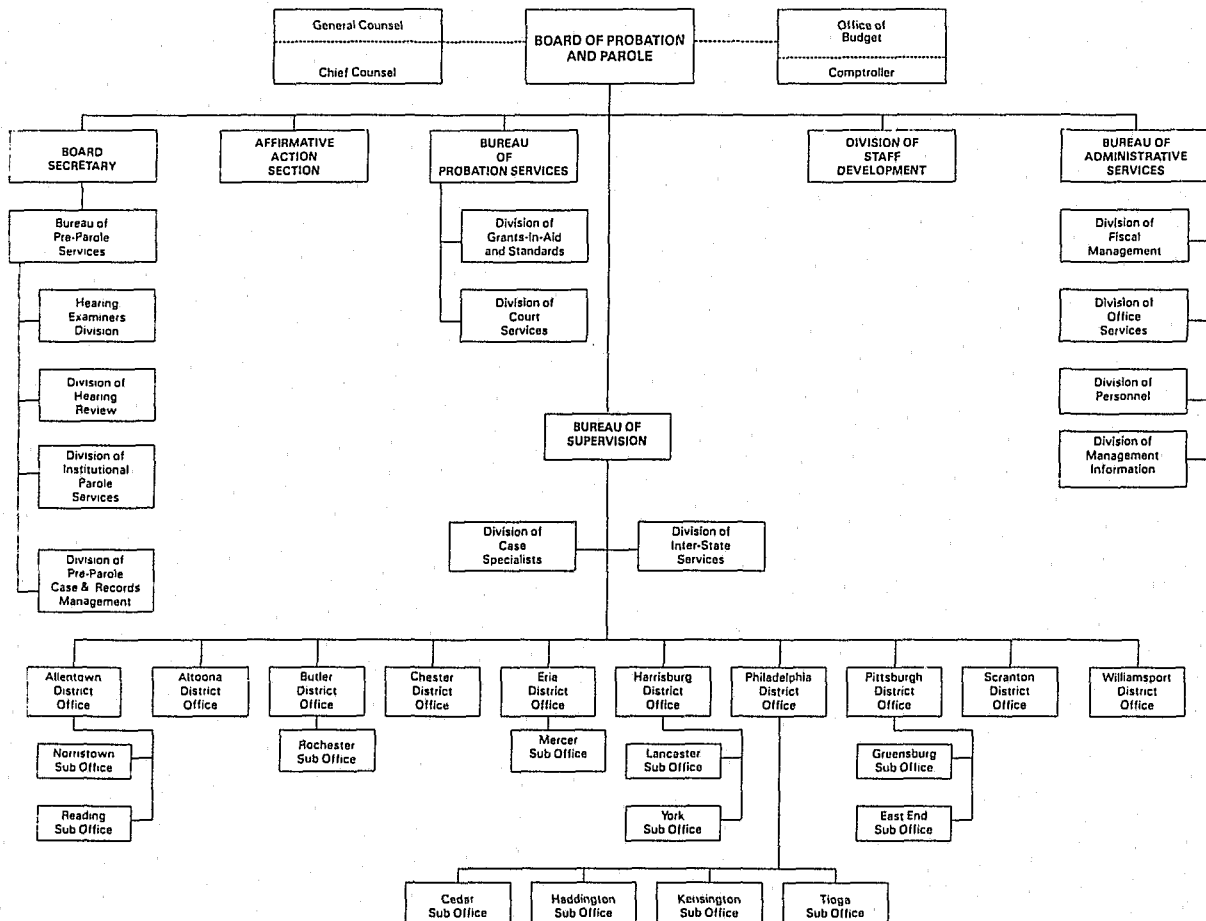 General Counsel
Chief Counsel
BOARD OF PROBATION
AND PAROLE
Office of
Budget
Comptroller
BOARD
SECRETARY
AFFIRMATIVE
ACTION
SECTION
BUREAU
OF
PROBATION SERVICES
DIVISION OF
STAFF
DEVELOPMENT
BUREAU OF
ADMINISTRATIVE
SERVICES
Bureau of
Pre-Parole
Services
Hearing
Examiners
Division
Division of
Hearing
Review
Division of
Institutional
Parole
Services
Division of
Pre-Parole
Case & Records
Management
Division of
Grants-In-Aid
and Standards
Division of
Court
Services
Division of
Fiscal
Management
Division of
Office
Services
Division of
Personnel
Division of
Management
Information
BUREAU OF
SUPERVISION
Division of
Case
Specialists
Division of
Inter-State
Services
Allentown
District
Office
Altoona
District
Office
Butler
District
Office
Chester
District
Office
Erie
District
Office
Harrisburg
District
Office
Philadelphia
District
Office
Pittsburgh
District
Office
Scranton
District
Office
Williamsport
District
Office
Norristown
Sub Office
Reading
Sub Office
Rochester
Sub Office
Mercer
Sub Office
Lancaster
Sub Office
York
Sub Office
Greensburg
Sub Office
East End
Sub Office
Cedar
Sub Office
Haddington
Sub Office
Kensington
Sub Office
Tioga
Sub Office